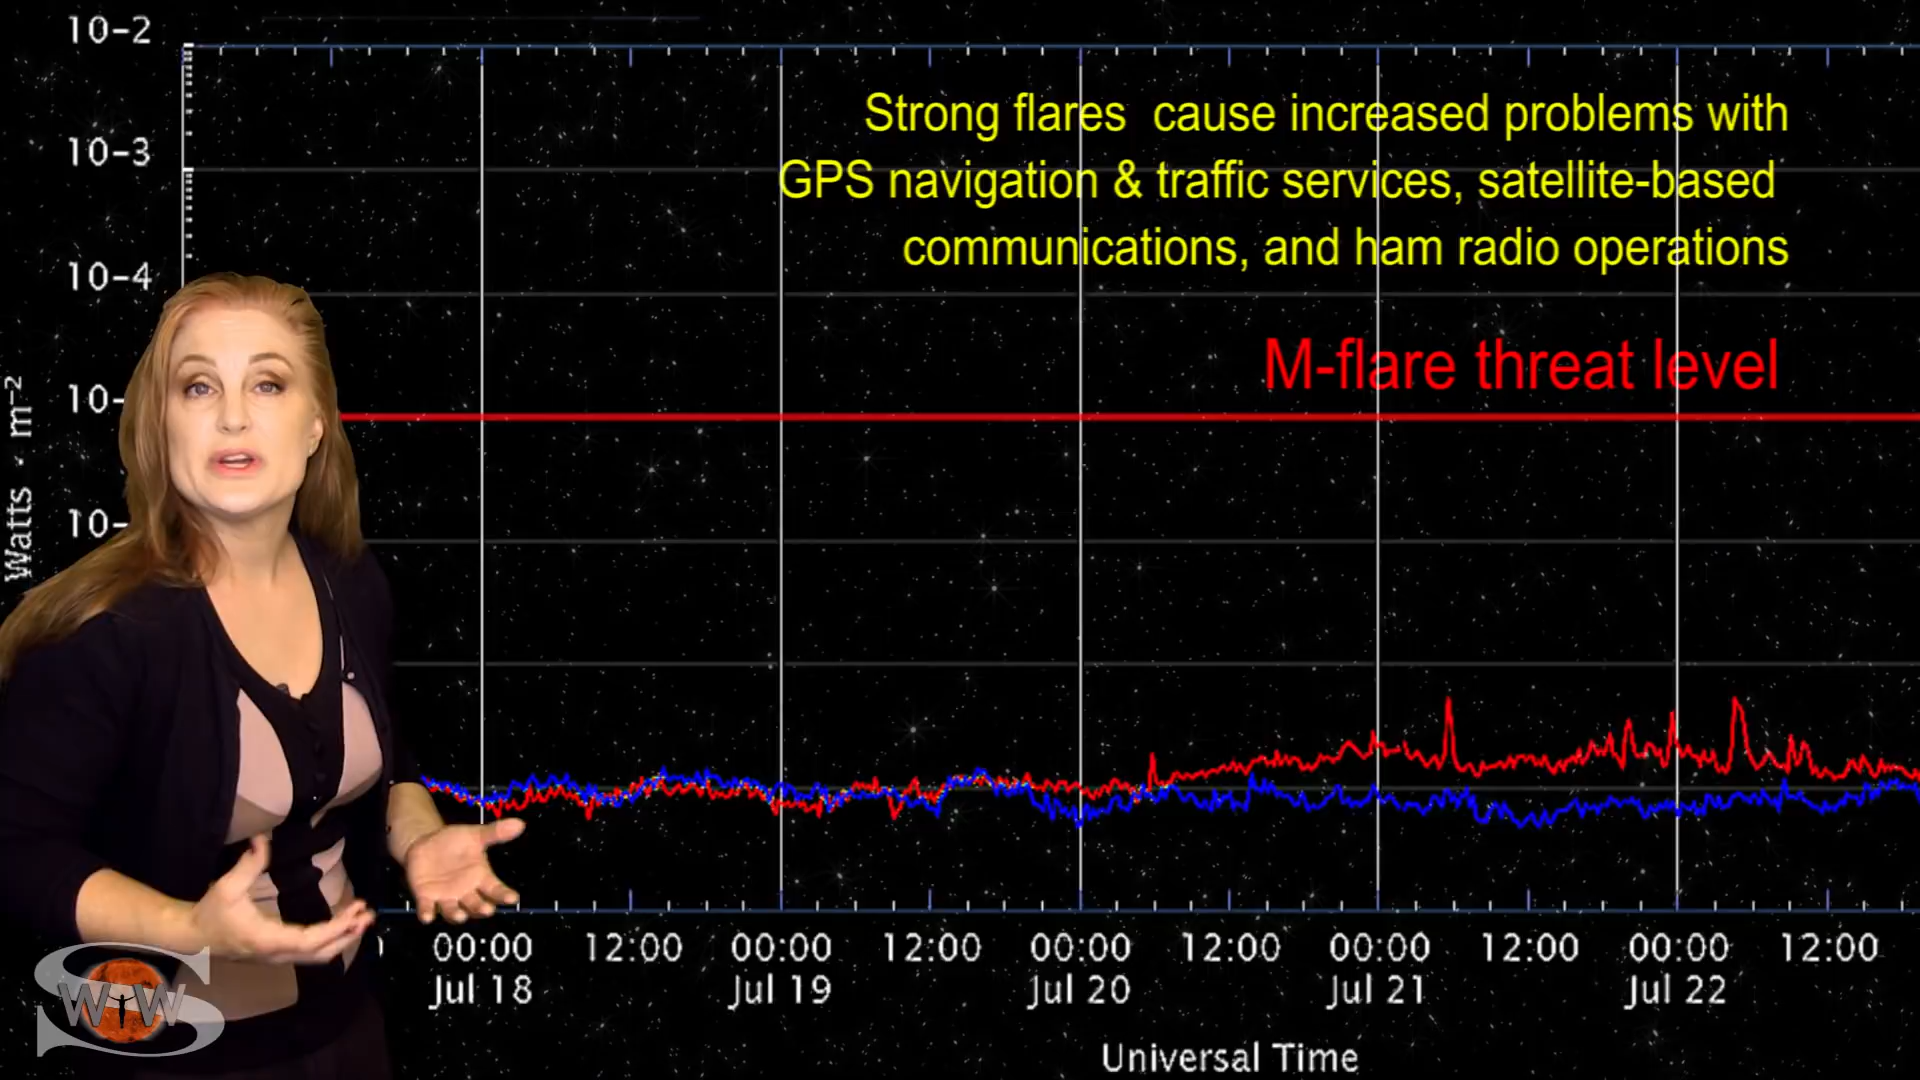 10-2
10-3
10-4
10-
10-
Watts · m-2
Strong flares cause increased problems with
GPS navigation & traffic services, satellite-based
communications, and ham radio operations
M-flare threat level
00:00 12:00 00:00 12:00 00:00 12:00 00:00 12:00 00:00 12:00
Jul 18 Jul 19 Jul 20 Jul 21 Jul 22
Universal Time
S
WTW